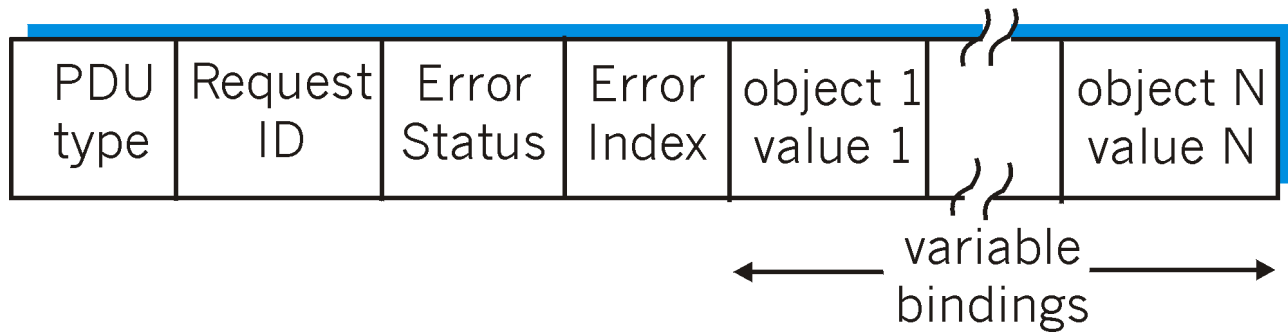 PDU type
Request ID
Error Status
Error Index
object 1 value 1
object N value N
variable bindings